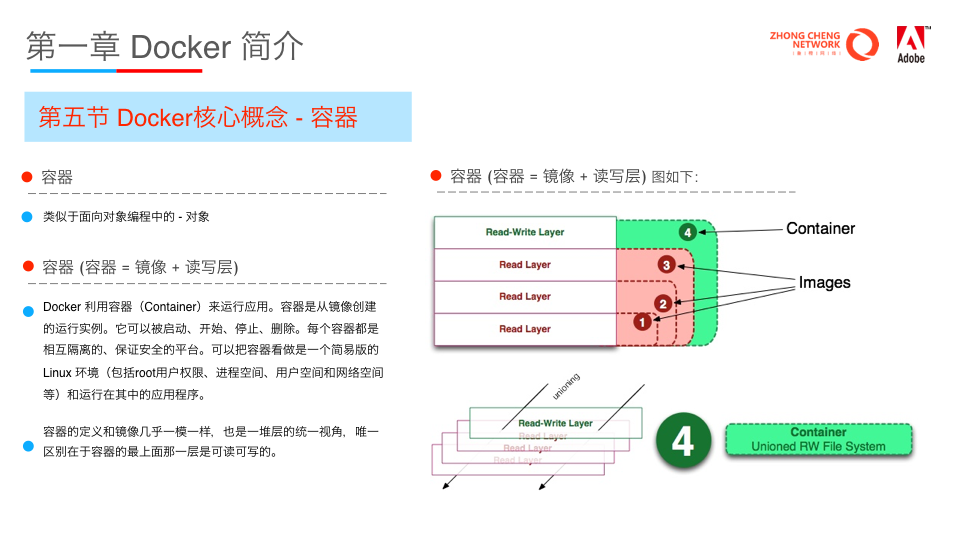 第一章 Docker 简介
ZHONG CHENG
NETWORK
Adobe
第五节 Docker核心概念 - 容器
容器
类似于面向对象编程中的 - 对象
容器 (容器 = 镜像 + 读写层)
Docker 利用容器（Container）来运行应用。容器是从镜像创建
的运行实例。它可以被启动、开始、停止、删除。每个容器都是
相互隔离的、保证安全的平台。可以把容器看做是一个简易版的
Linux 环境（包括root用户权限、进程空间、用户空间和网络空间
等）和运行在其中的应用程序。
容器的定义和镜像几乎一模一样，也是一堆层的统一视角，唯一
区别在于容器的最上面那一层是可读可写的。
容器 (容器 = 镜像 + 读写层) 图如下：
Read-Write Layer
4
Container
Read Layer
3
Images
Read Layer
2
Read Layer
1
unioning
Read-Write Layer
Read Layer
Read Layer
Read Layer
4
Container
Unioned RW File System